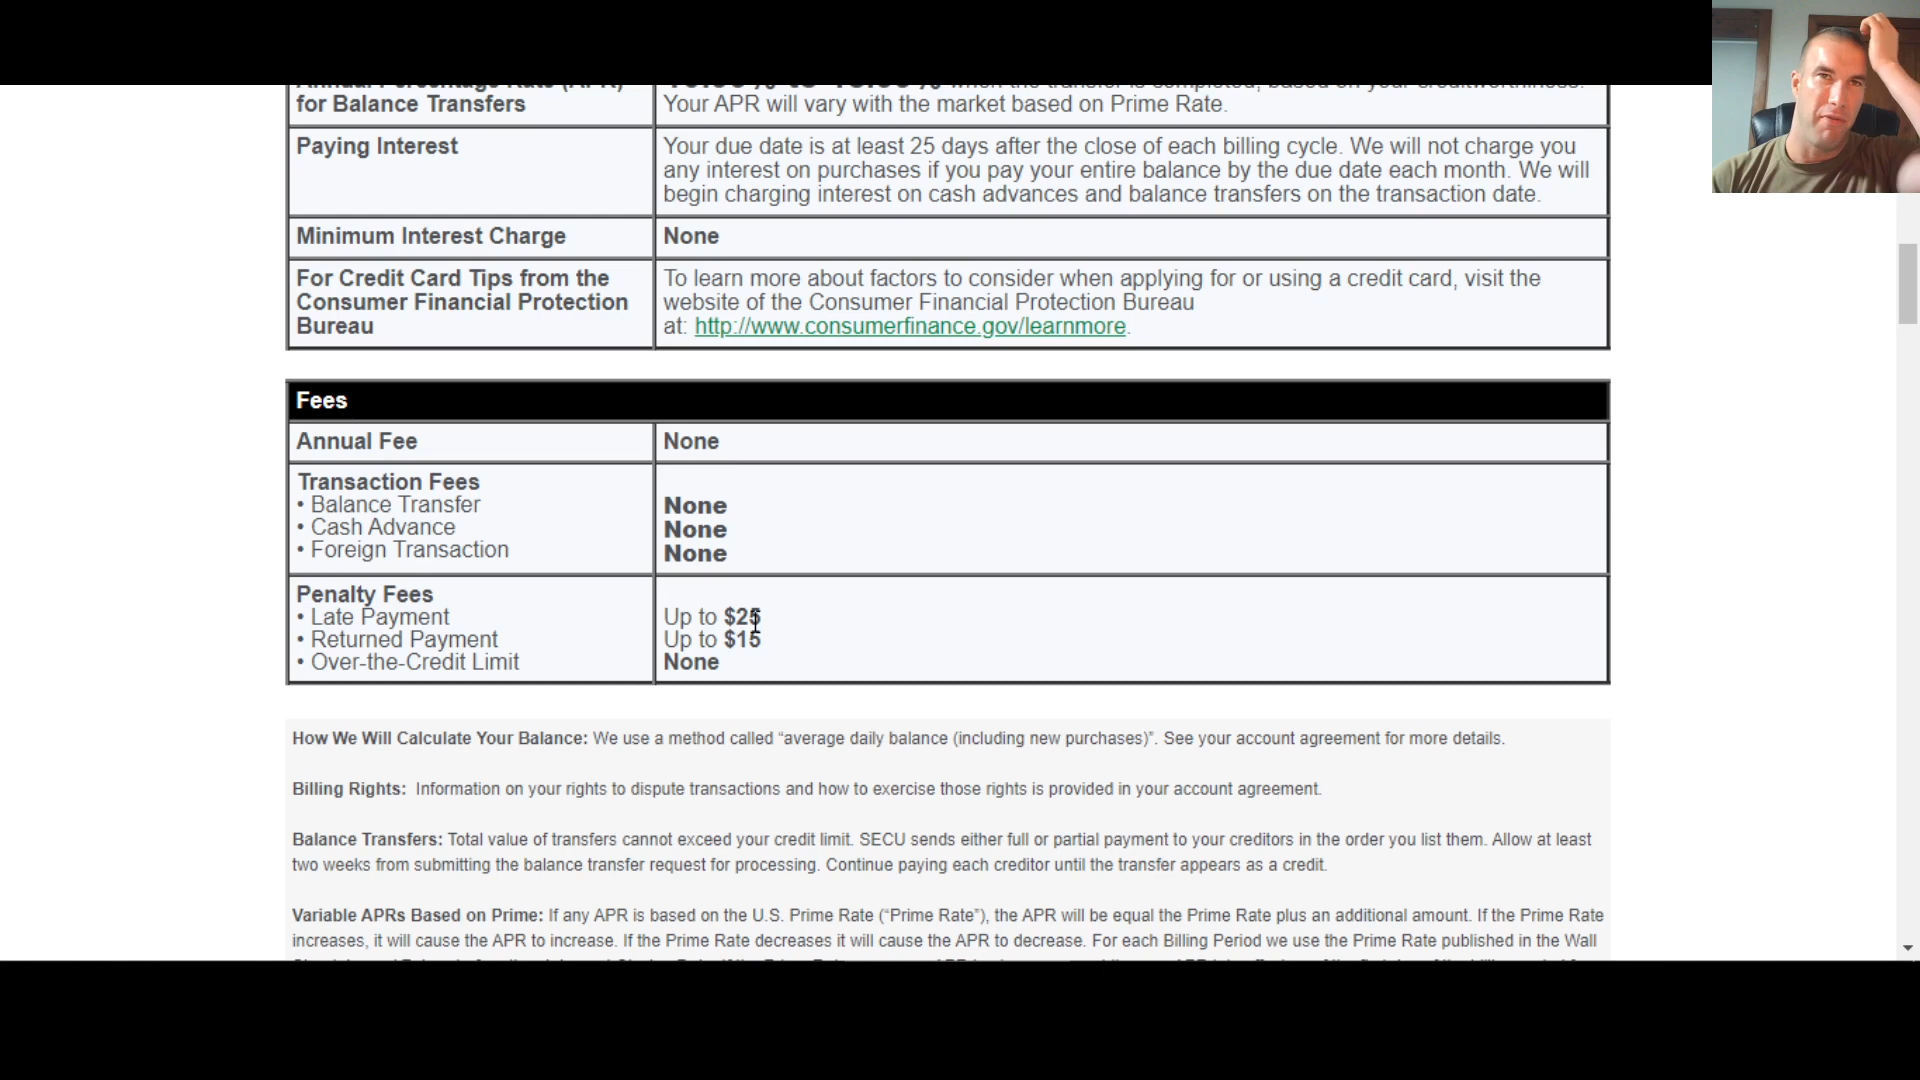 for Balance Transfers
Your APR will vary with the market based on Prime Rate.
Paying Interest
Your due date is at least 25 days after the close of each billing cycle. We will not charge you
any interest on purchases if you pay your entire balance by the due date each month. We will
begin charging interest on cash advances and balance transfers on the transaction date.
Minimum Interest Charge
None
For Credit Card Tips from the
Consumer Financial Protection
Bureau
To learn more about factors to consider when applying for or using a credit card, visit the
website of the Consumer Financial Protection Bureau
at: http://www.consumerfinance.gov/learnmore.
Fees
Annual Fee
None
Transaction Fees
• Balance Transfer
• Cash Advance
• Foreign Transaction
None
None
None
Penalty Fees
• Late Payment
• Returned Payment
• Over-the-Credit Limit
Up to $25
Up to $15
None
How We Will Calculate Your Balance: We use a method called “average daily balance (including new purchases)”. See your account agreement for more details.
Billing Rights: Information on your rights to dispute transactions and how to exercise those rights is provided in your account agreement.
Balance Transfers: Total value of transfers cannot exceed your credit limit. SECU sends either full or partial payment to your creditors in the order you list them. Allow at least
two weeks from submitting the balance transfer request for processing. Continue paying each creditor until the transfer appears as a credit.
Variable APRs Based on Prime: If any APR is based on the U.S. Prime Rate (“Prime Rate”), the APR will be equal the Prime Rate plus an additional amount. If the Prime Rate
increases, it will cause the APR to increase. If the Prime Rate decreases it will cause the APR to decrease. For each Billing Period we use the Prime Rate published in the Wall